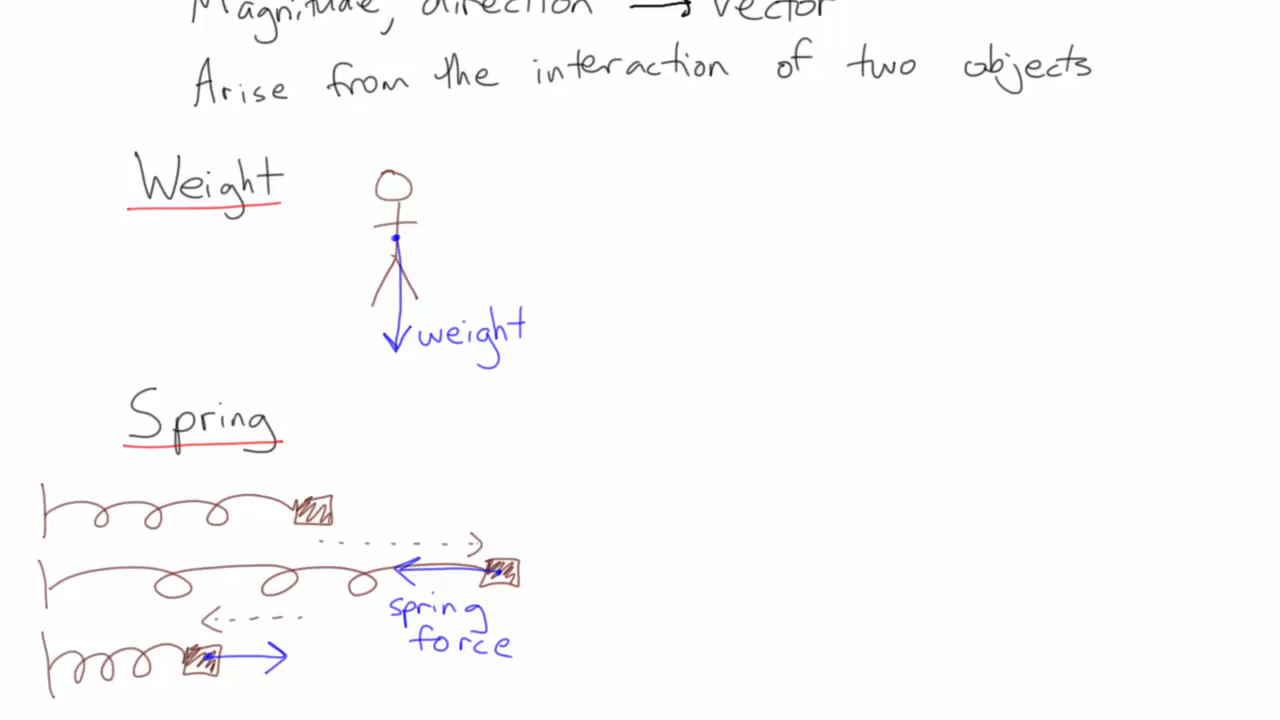 Magnitude, direction → vector
Arise from the interaction of two objects
Weight
weight
Spring
spring
force